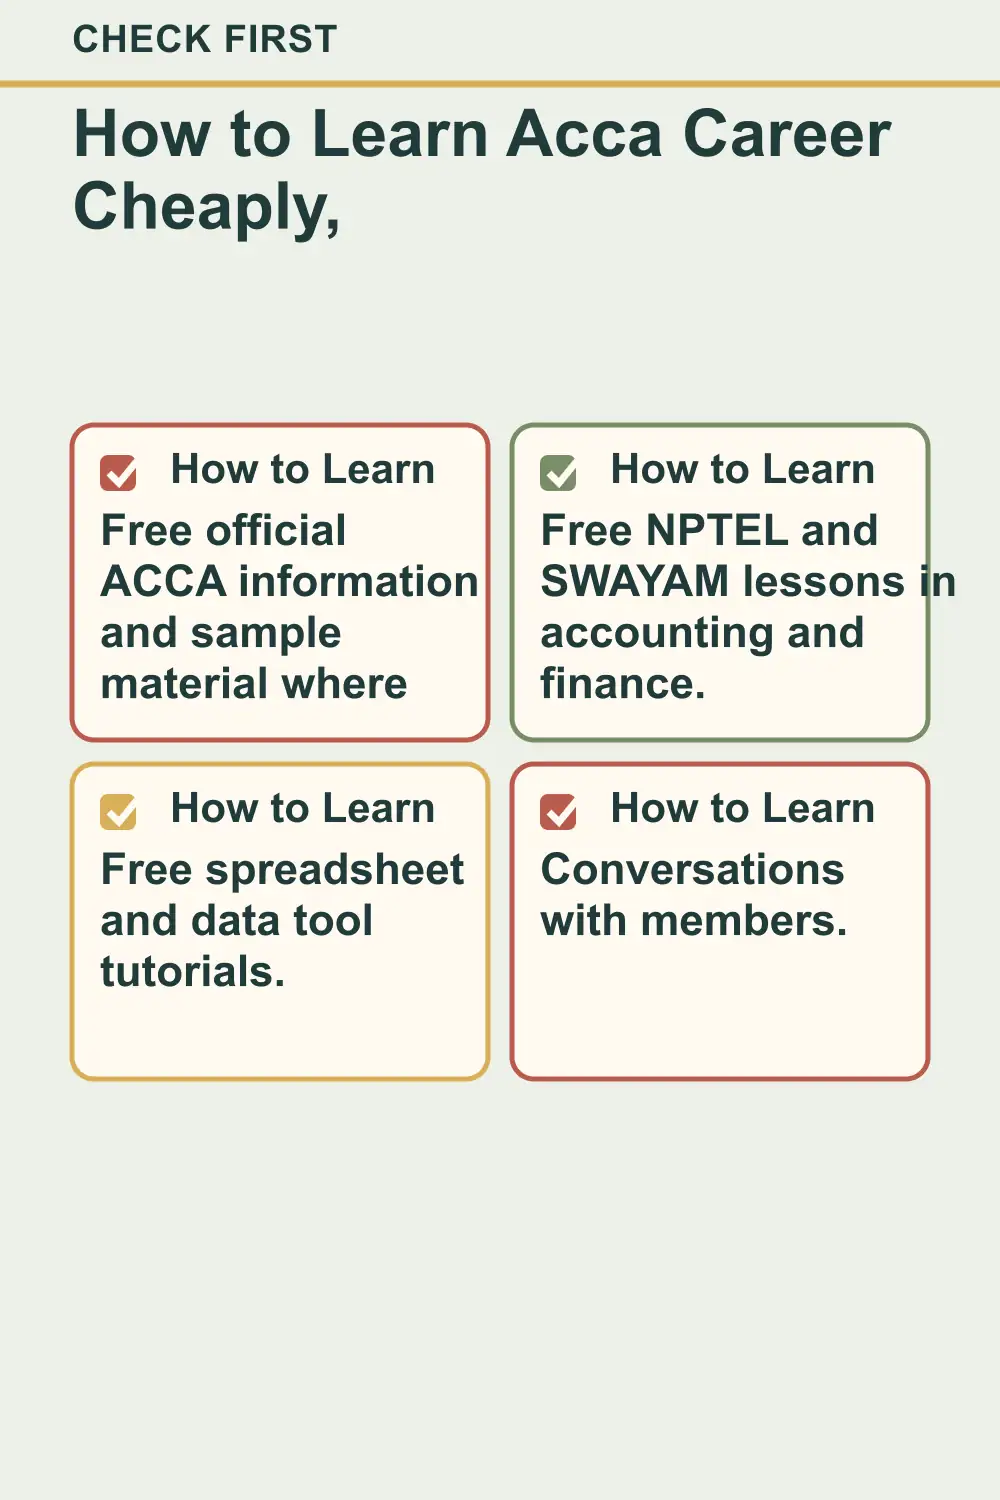 CHECK FIRST
How to Learn Acca Career
Cheaply,
How to Learn
Free official
ACCA information
and sample
material where
How to Learn
Free NPTEL and
SWAYAM lessons in
accounting and
finance.
How to Learn
Free spreadsheet
and data tool
tutorials.
How to Learn
Conversations
with members.